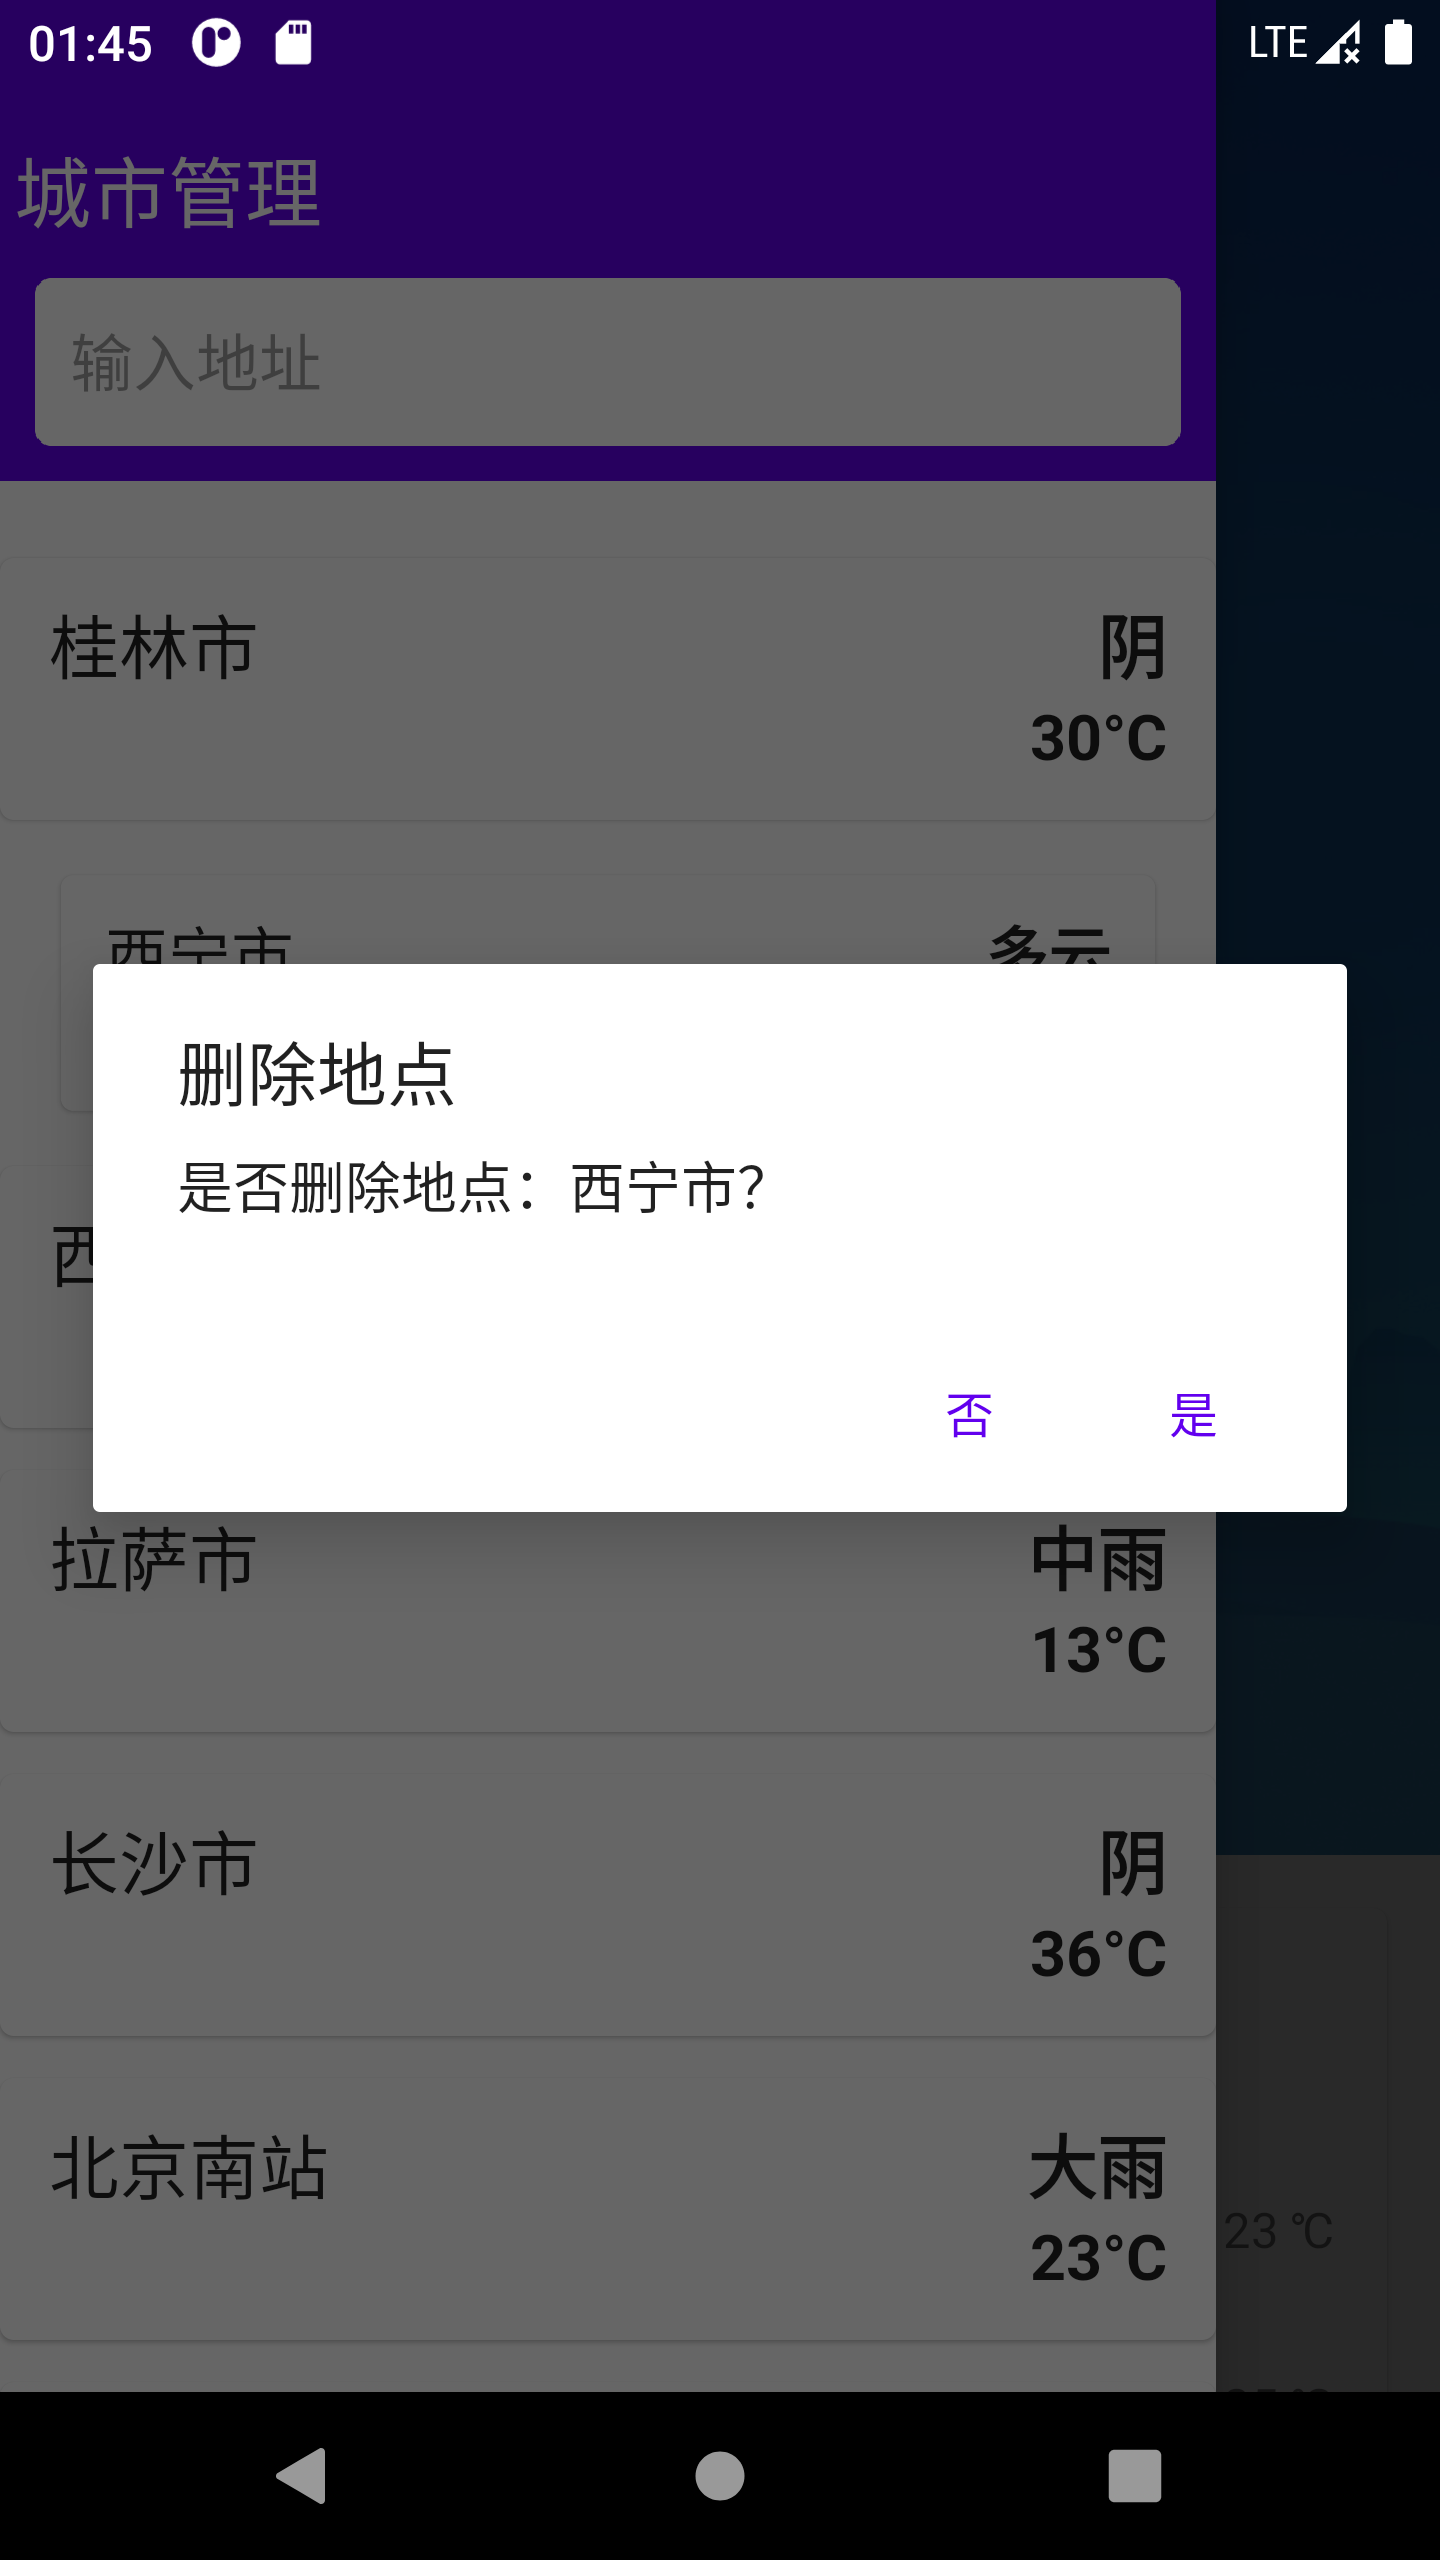 01:45 LTE
城市管理
输入地址
桂林市 阴
30°C
西宁市 多云
删除地点
是否删除地点：西宁市？
西
否 是
拉萨市 中雨
13°C
长沙市 阴
36°C
北京南站 大雨
23 ℃
23°C